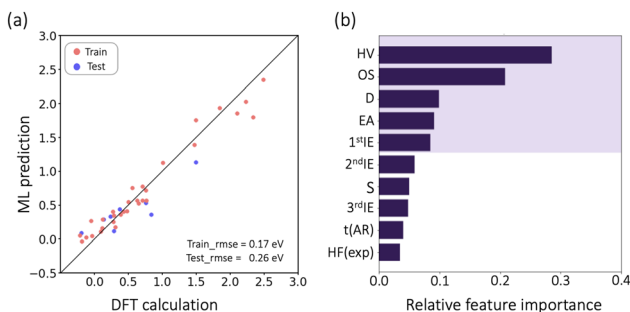 (a)
3.0
2.5
2.0
1.5
1.0
0.5
0.0
−0.5
ML prediction
Train
Test
Train_rmse = 0.17 eV
Test_rmse = 0.26 eV
0.0 0.5 1.0 1.5 2.0 2.5 3.0
DFT calculation
(b)
HV
OS
D
EA
1stIE
2ndIE
S
3rdIE
t(AR)
HF(exp)
0.0 0.1 0.2 0.3 0.4
Relative feature importance